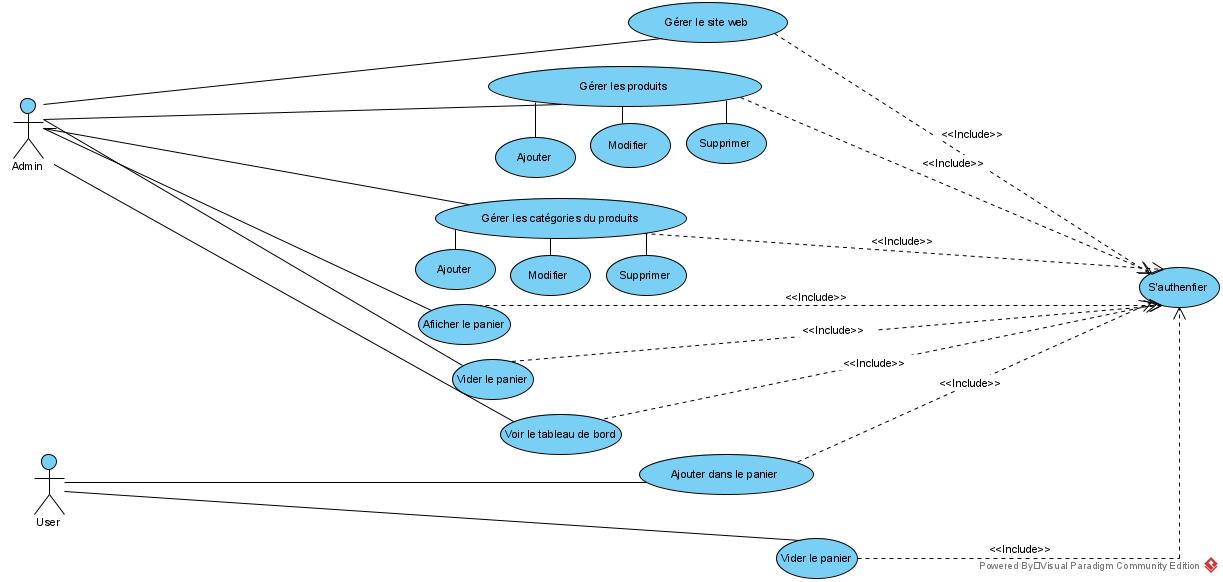 Gérer le site web
Gérer les produits
Ajouter
Modifier
Supprimer
<<Include>>
<<Include>>
Admin
Gérer les catégories du produits
Ajouter
Modifier
Supprimer
<<Include>>
S'authenfier
Aficher le panier
<<Include>>
Vider le panier
<<Include>>
Voir le tableau de bord
<<Include>>
<<Include>>
User
Ajouter dans le panier
Vider le panier
<<Include>>
Powered By Visual Paradigm Community Edition